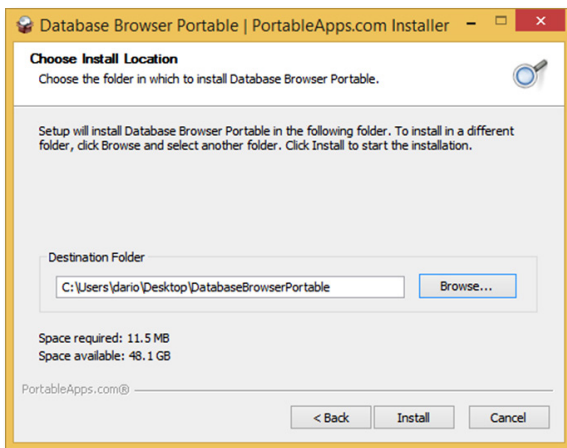 Database Browser Portable | PortableApps.com Installer
Choose Install Location
Choose the folder in which to install Database Browser Portable.
Setup will install Database Browser Portable in the following folder. To install in a different
folder, click Browse and select another folder. Click Install to start the installation.
Destination Folder
C:\Users\dario\Desktop\DatabaseBrowserPortable
Browse...
Space required: 11.5 MB
Space available: 48.1 GB
PortableApps.com®
< Back Install Cancel